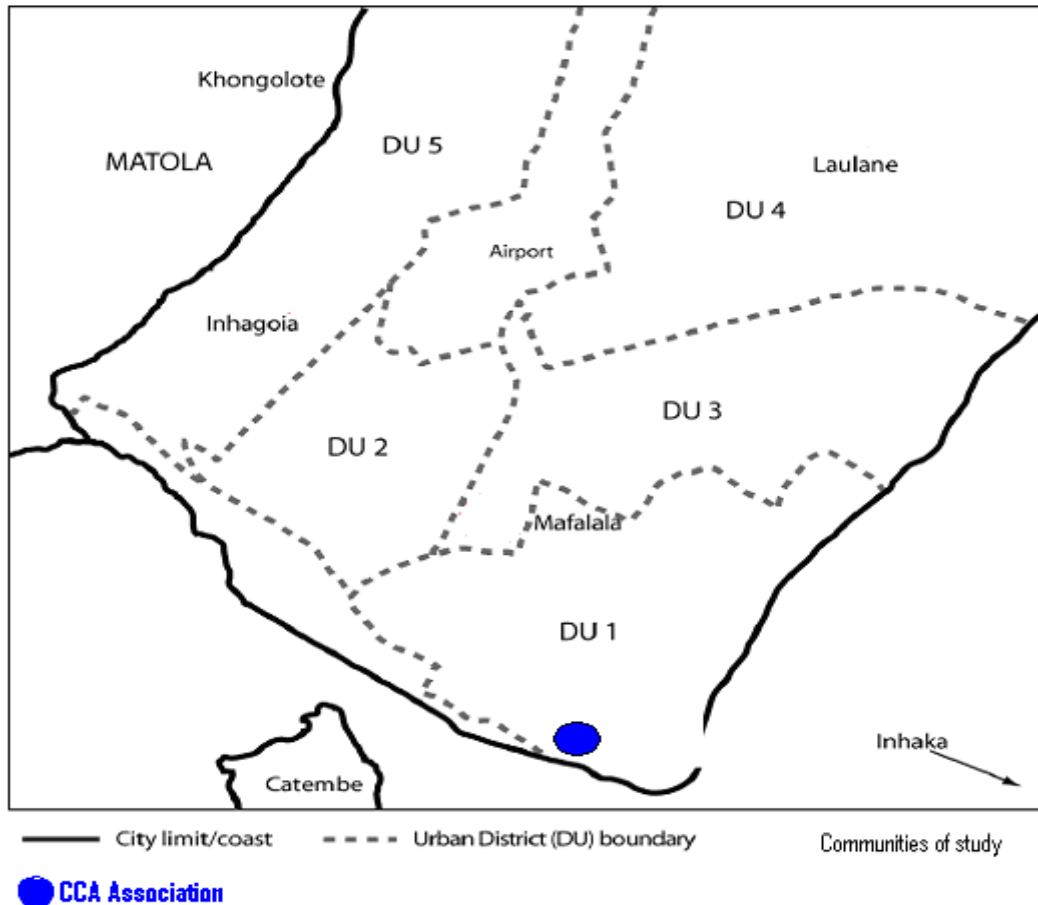 Khongolote
MATOLA
DU 5
Laulane
DU 4
Airport
Inhagoia
DU 3
DU 2
Mafalala
DU 1
Inhaka
Catembe
City limit/coast
Urban District (DU) boundary
Communities of study
CCA Association